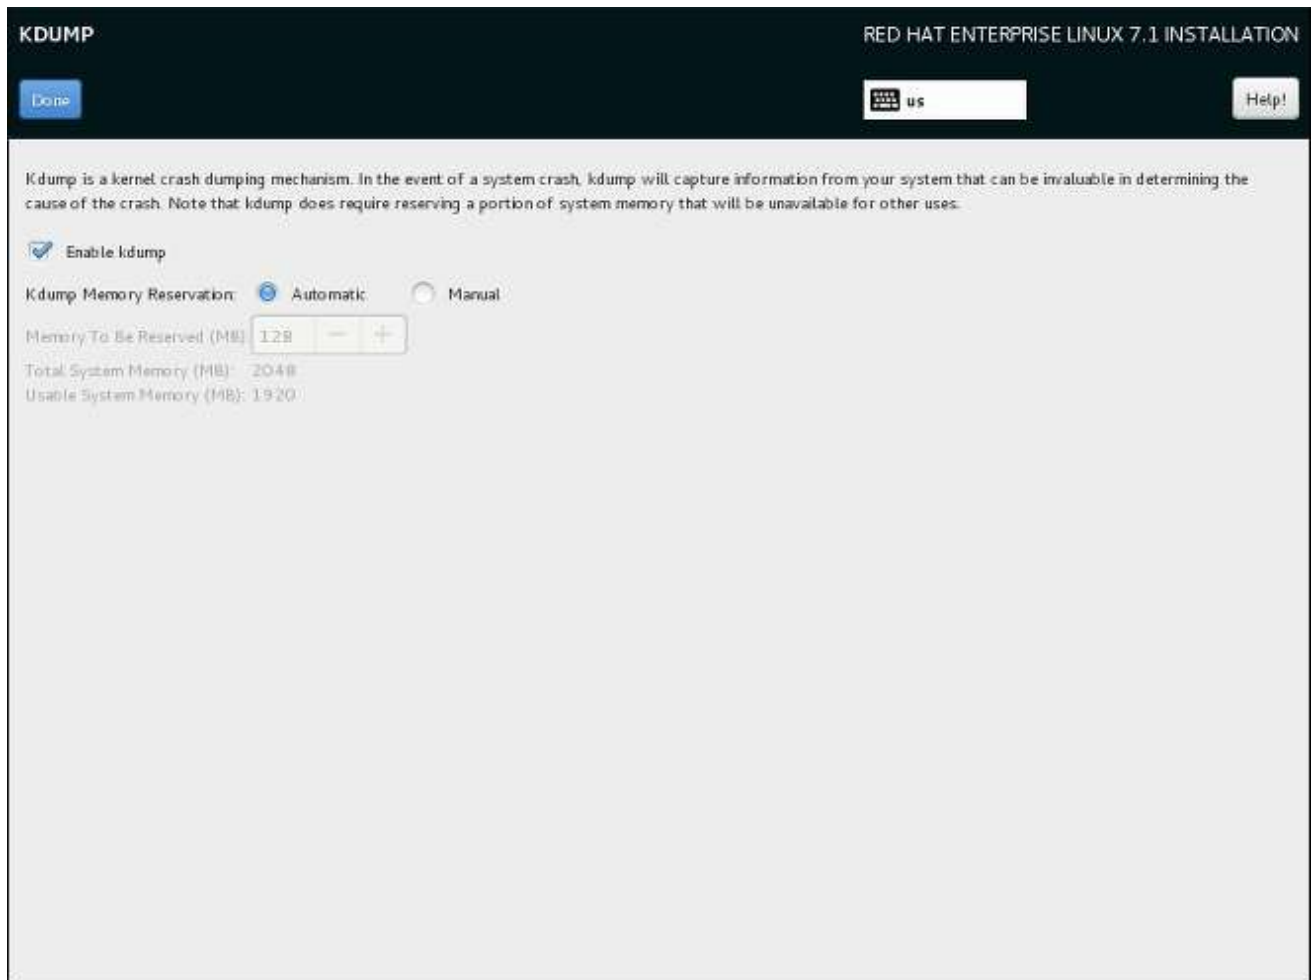 KDUMP
RED HAT ENTERPRISE LINUX 7.1 INSTALLATION
Done
us
Help!
Kdump is a kernel crash dumping mechanism. In the event of a system crash, kdump will capture information from your system that can be invaluable in determining the
cause of the crash. Note that kdump does require reserving a portion of system memory that will be unavailable for other uses.
Enable kdump
Kdump Memory Reservation: Automatic Manual
Memory To Be Reserved (MB) 128 − +
Total System Memory (MB): 2048
Usable System Memory (MB): 1920